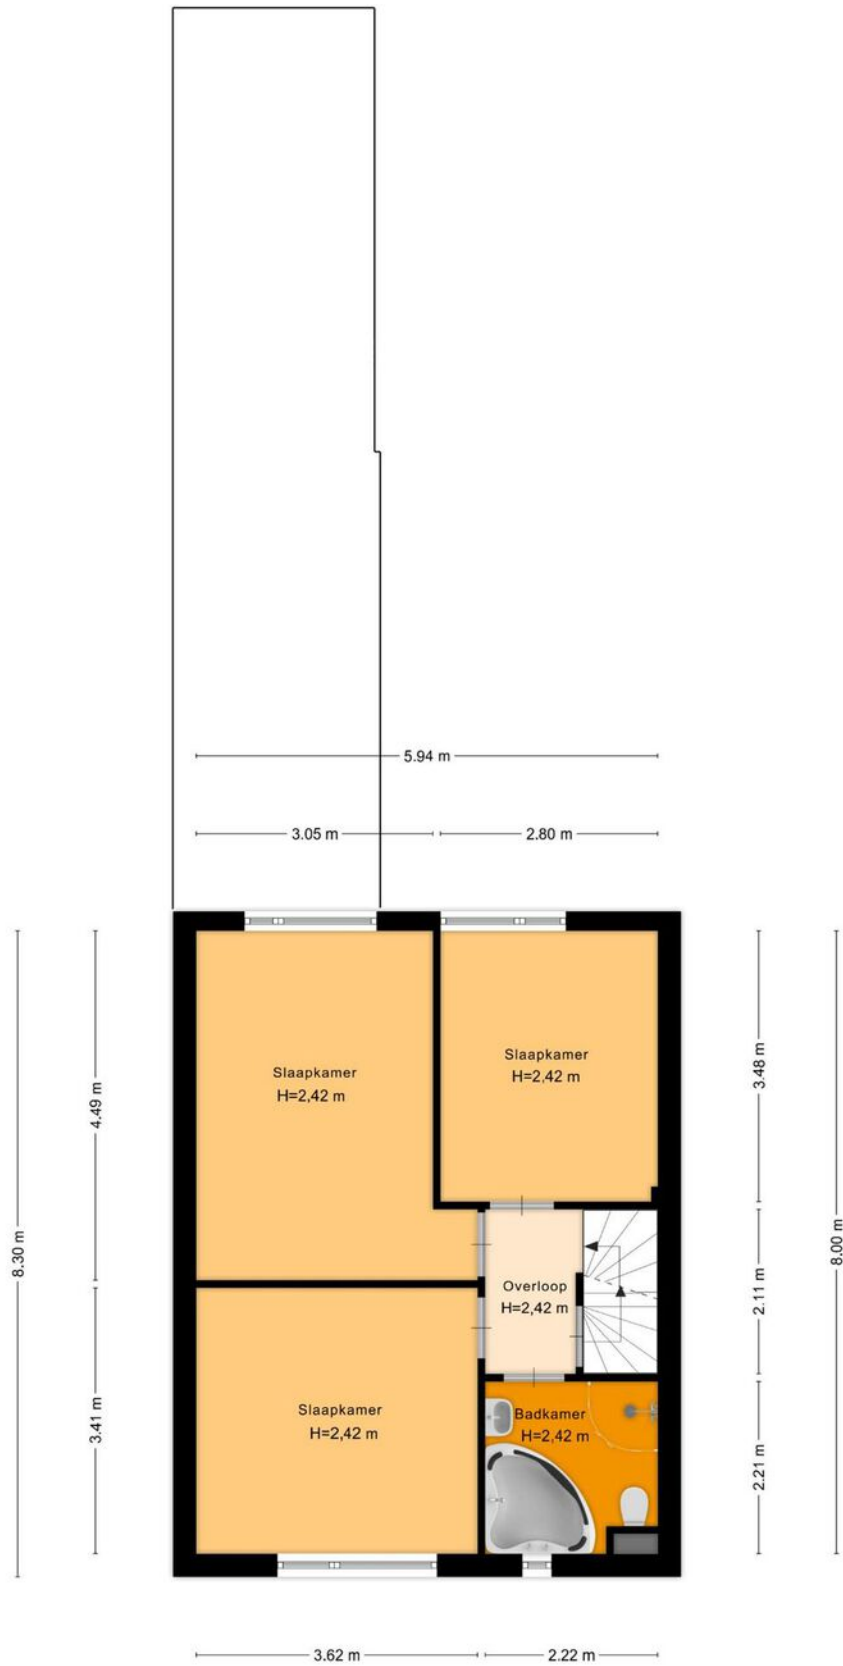 5.94 m
3.05 m
2.80 m
Slaapkamer
H=2,42 m
Slaapkamer
H=2,42 m
3.48 m
4.49 m
8.30 m
8.00 m
Overloop
H=2,42 m
2.11 m
Slaapkamer
H=2,42 m
Badkamer
H=2,42 m
3.41 m
2.21 m
3.62 m
2.22 m